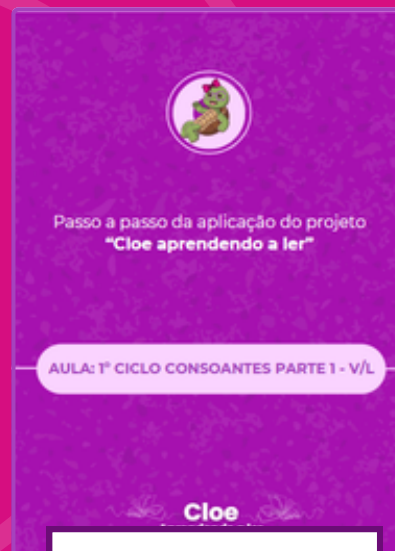 Passo a passo da aplicação do projeto
“Cloe aprendendo a ler”
AULA: 1º CICLO CONSOANTES PARTE 1 - V/L
Cloe